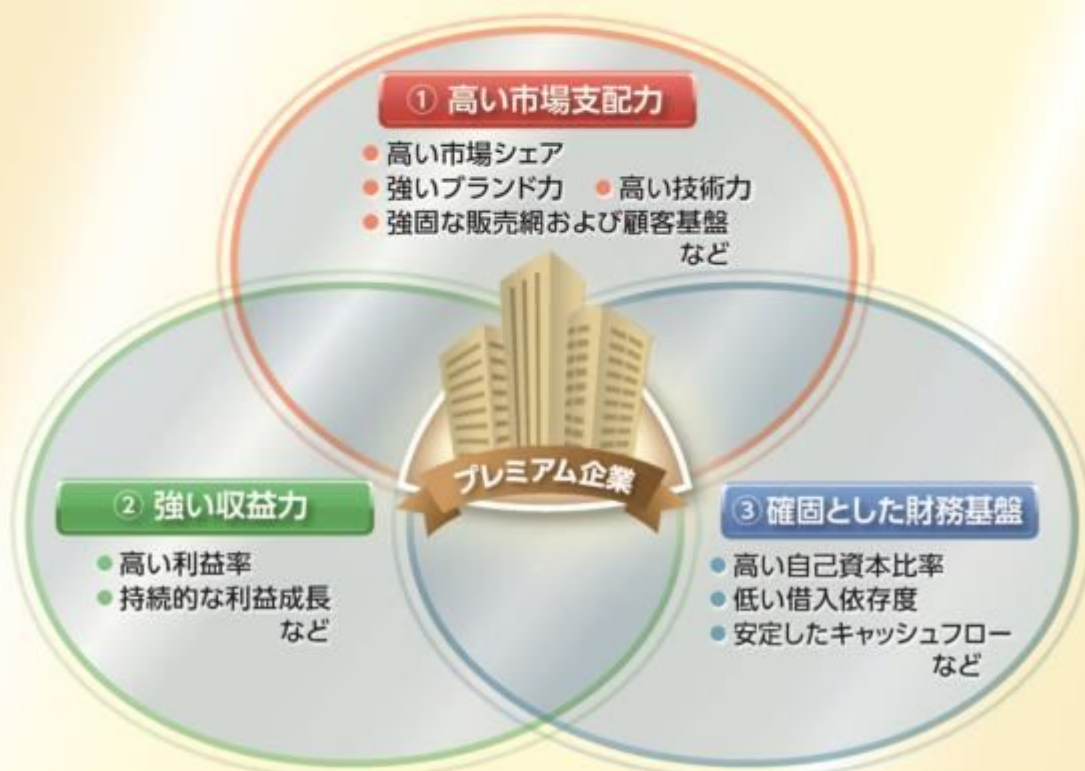 ① 高い市場支配力
● 高い市場シェア
● 強いブランド力 ● 高い技術力
● 強固な販売網および顧客基盤
など
プレミアム企業
② 強い収益力
● 高い利益率
● 持続的な利益成長
など
③ 確固とした財務基盤
● 高い自己資本比率
● 低い借入依存度
● 安定したキャッシュフロー
など